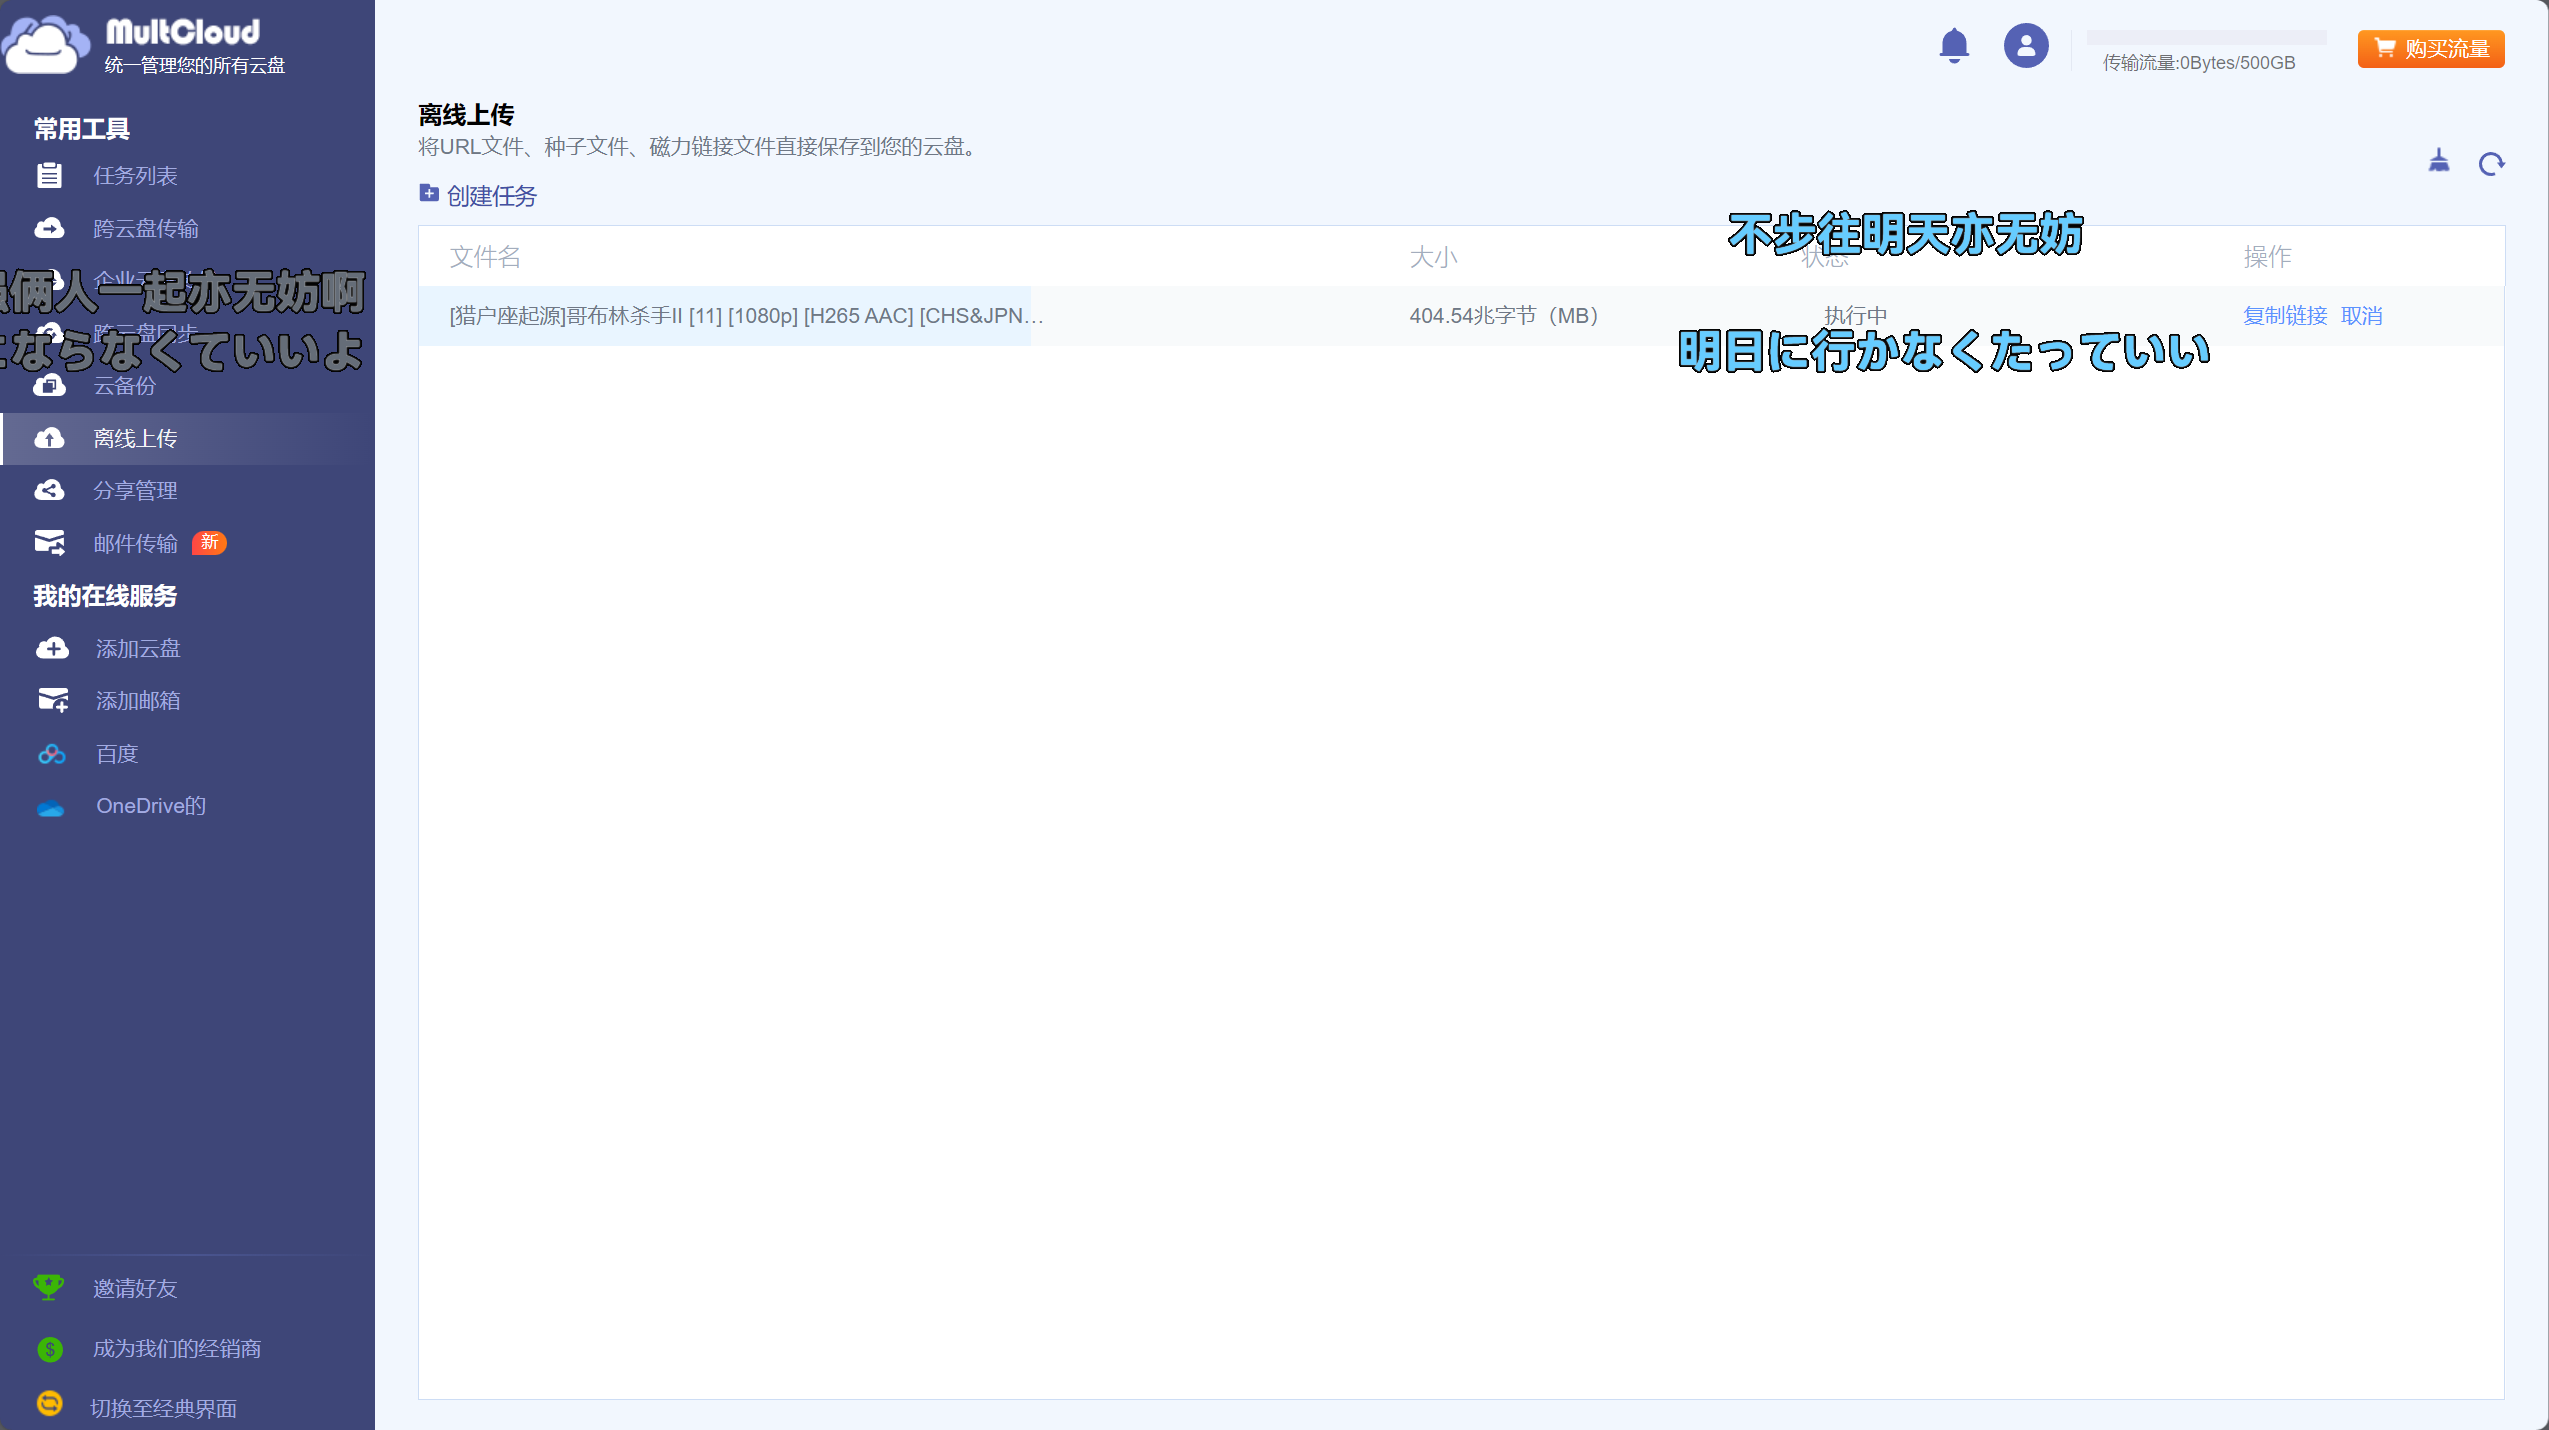 MultCloud
统一管理您的所有云盘
传输流量:0Bytes/500GB
购买流量
常用工具
任务列表
跨云盘传输
俩人一起亦无妨啊
跨云盘同步
にならなくていいよ
云备份
离线上传
分享管理
邮件传输 新
我的在线服务
添加云盘
添加邮箱
百度
OneDrive的
邀请好友
成为我们的经销商
切换至经典界面
离线上传
将URL文件、种子文件、磁力链接文件直接保存到您的云盘。
创建任务
不步往明天亦无妨
文件名 大小 状态 操作
[猎户座起源]哥布林杀手II [11] [1080p] [H265 AAC] [CHS&JPN… 404.54兆字节（MB） 执行中 复制链接 取消
明日に行かなくたっていい